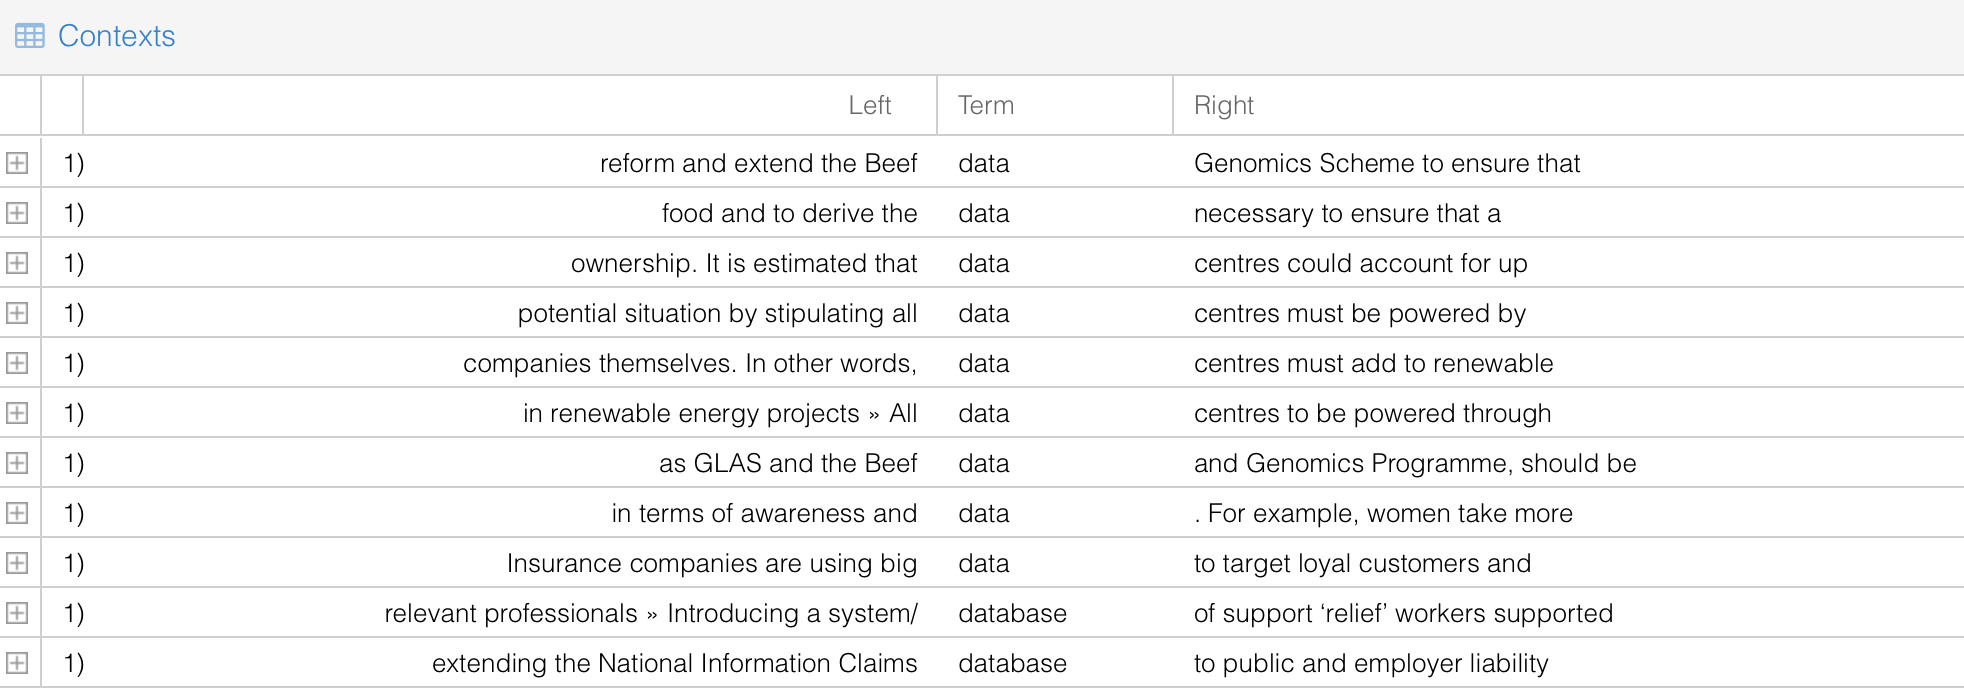 Contexts
Left Term Right
1) reform and extend the Beef data Genomics Scheme to ensure that
1) food and to derive the data necessary to ensure that a
1) ownership. It is estimated that data centres could account for up
1) potential situation by stipulating all data centres must be powered by
1) companies themselves. In other words, data centres must add to renewable
1) in renewable energy projects » All data centres to be powered through
1) as GLAS and the Beef data and Genomics Programme, should be
1) in terms of awareness and data . For example, women take more
1) Insurance companies are using big data to target loyal customers and
1) relevant professionals » Introducing a system/ database of support ‘relief’ workers supported
1) extending the National Information Claims database to public and employer liability